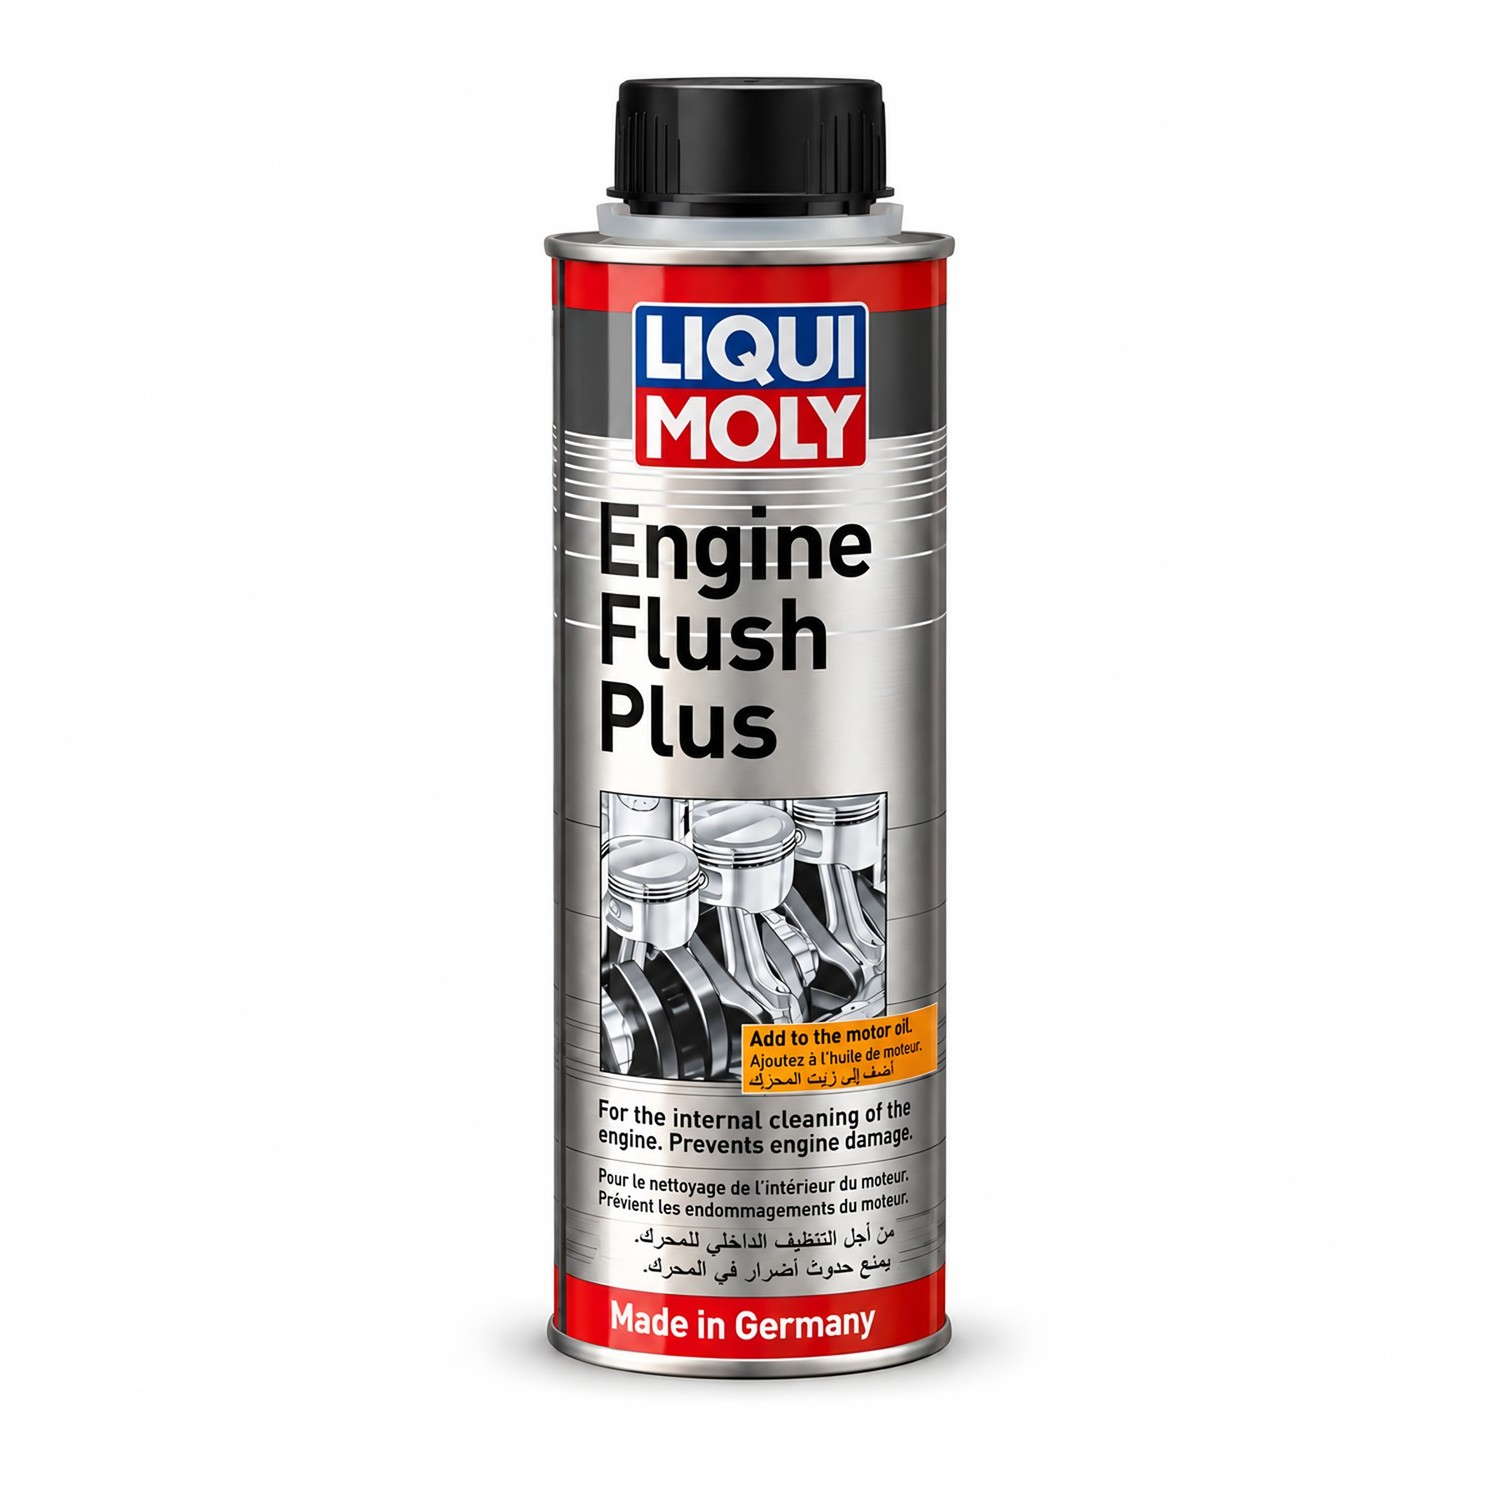 LIQUI
MOLY
Engine
Flush
Plus
Add to the motor oil.
Ajoutez à l'huile de moteur.
أضف إلى زيت المحرك
For the internal cleaning of the
engine. Prevents engine damage.
Pour le nettoyage de l'intérieur du moteur.
Prévient les endommagements du moteur.
من أجل التنظيف الداخلي للمحرك.
يمنع حدوث أضرار في المحرك.
Made in Germany